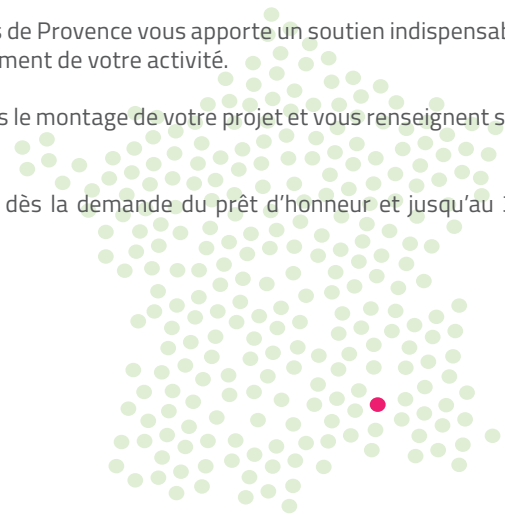 s de Provence vous apporte un soutien indispensab
ment de votre activité.
s le montage de votre projet et vous renseignent s
dès la demande du prêt d’honneur et jusqu’au